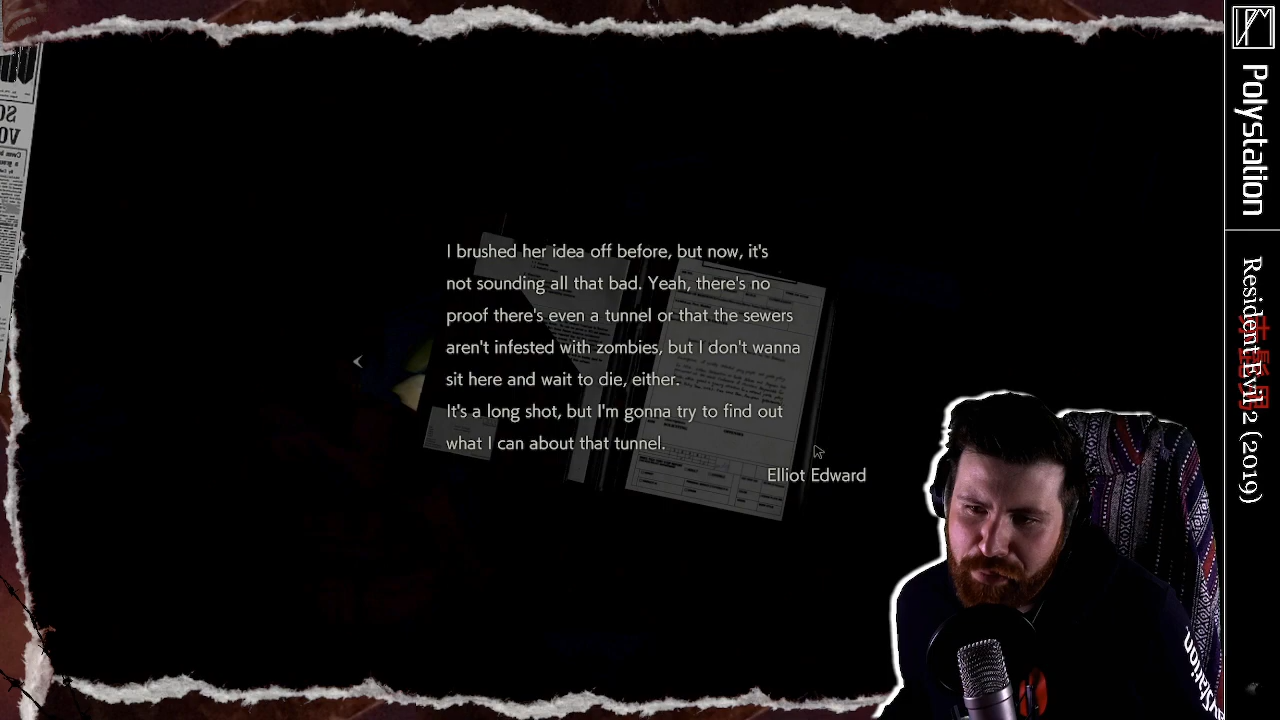 I brushed her idea off before, but now, it's
not sounding all that bad. Yeah, there's no
proof there's even a tunnel or that the sewers
aren't infested with zombies, but I don't wanna
sit here and wait to die, either.
It's a long shot, but I'm gonna try to find out
what I can about that tunnel.
Elliot Edward
Polystation
Resident Evil 2 (2019)